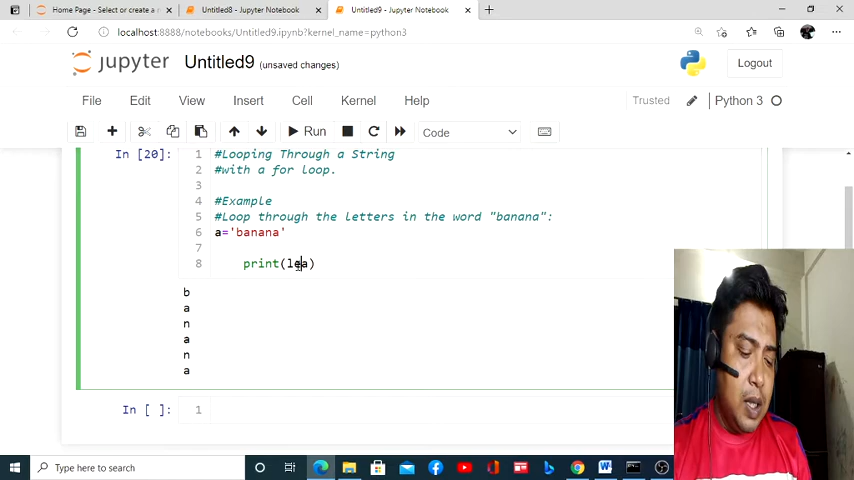 Home Page - Select or create a n
Untitled8 - Jupyter Notebook
Untitled9 - Jupyter Notebook
localhost:8888/notebooks/Untitled9.ipynb?kernel_name=python3
jupyter Untitled9 (unsaved changes)
Logout
File Edit View Insert Cell Kernel Help
Trusted
Python 3
Run
Code
In [20]:
1 #Looping Through a String
2 #with a for loop.
3
4 #Example
5 #Loop through the letters in the word "banana":
6 a='banana'
7
8 print(lea)
b
a
n
a
n
a
In [ ]: 1
Type here to search